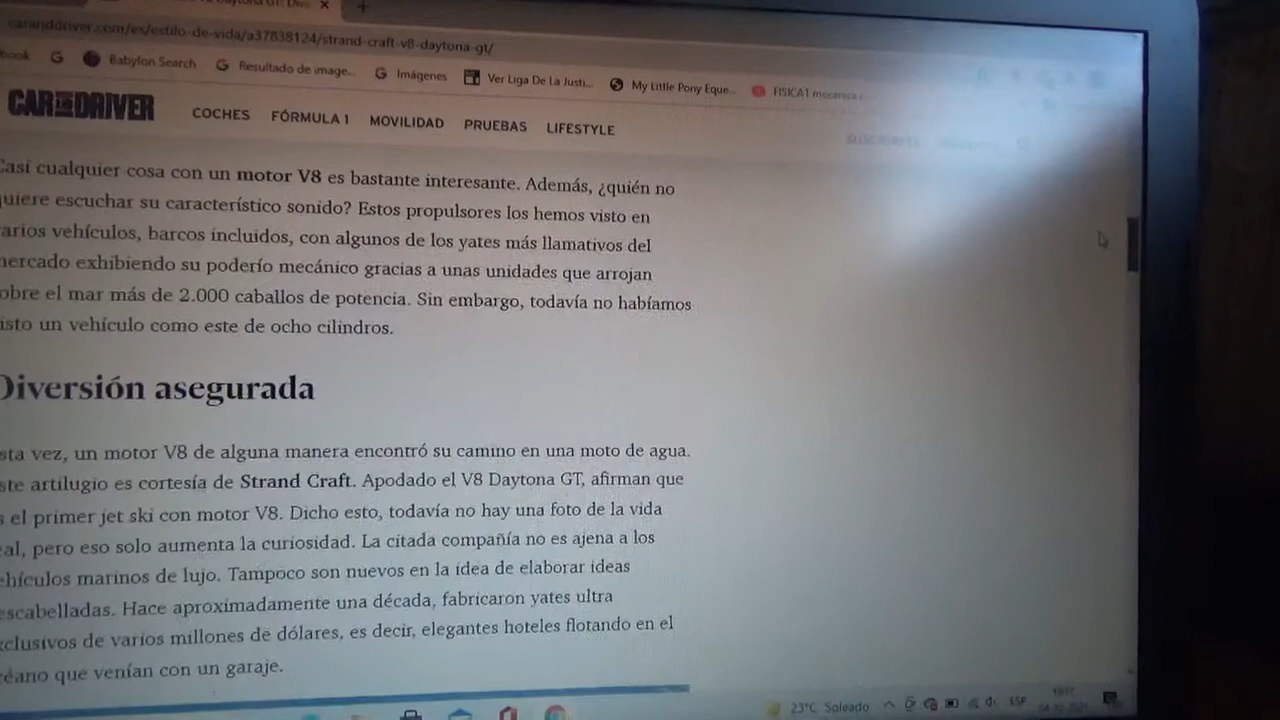 caranddriver.com/es/estilo-de-vida/a37838124/strand-craft-v8-daytona-gt/
Babylon Search
Resultado de image...
Imágenes
Ver Liga De La Justi...
My Little Pony Eque...
FISICA1 mecanica
CAR AND DRIVER
COCHES FÓRMULA 1 MOVILIDAD PRUEBAS LIFESTYLE
Casi cualquier cosa con un motor V8 es bastante interesante. Además, ¿quién no
quiere escuchar su característico sonido? Estos propulsores los hemos visto en
arios vehículos, barcos incluidos, con algunos de los yates más llamativos del
mercado exhibiendo su poderío mecánico gracias a unas unidades que arrojan
obre el mar más de 2.000 caballos de potencia. Sin embargo, todavía no habíamos
isto un vehículo como este de ocho cilindros.
Diversión asegurada
sta vez, un motor V8 de alguna manera encontró su camino en una moto de agua.
ste artilugio es cortesía de Strand Craft. Apodado el V8 Daytona GT, afirman que
s el primer jet ski con motor V8. Dicho esto, todavía no hay una foto de la vida
eal, pero eso solo aumenta la curiosidad. La citada compañía no es ajena a los
ehículos marinos de lujo. Tampoco son nuevos en la idea de elaborar ideas
escabelladas. Hace aproximadamente una década, fabricaron yates ultra
xclusivos de varios millones de dólares, es decir, elegantes hoteles flotando en el
céano que venían con un garaje.
23°C Soleado
ESP